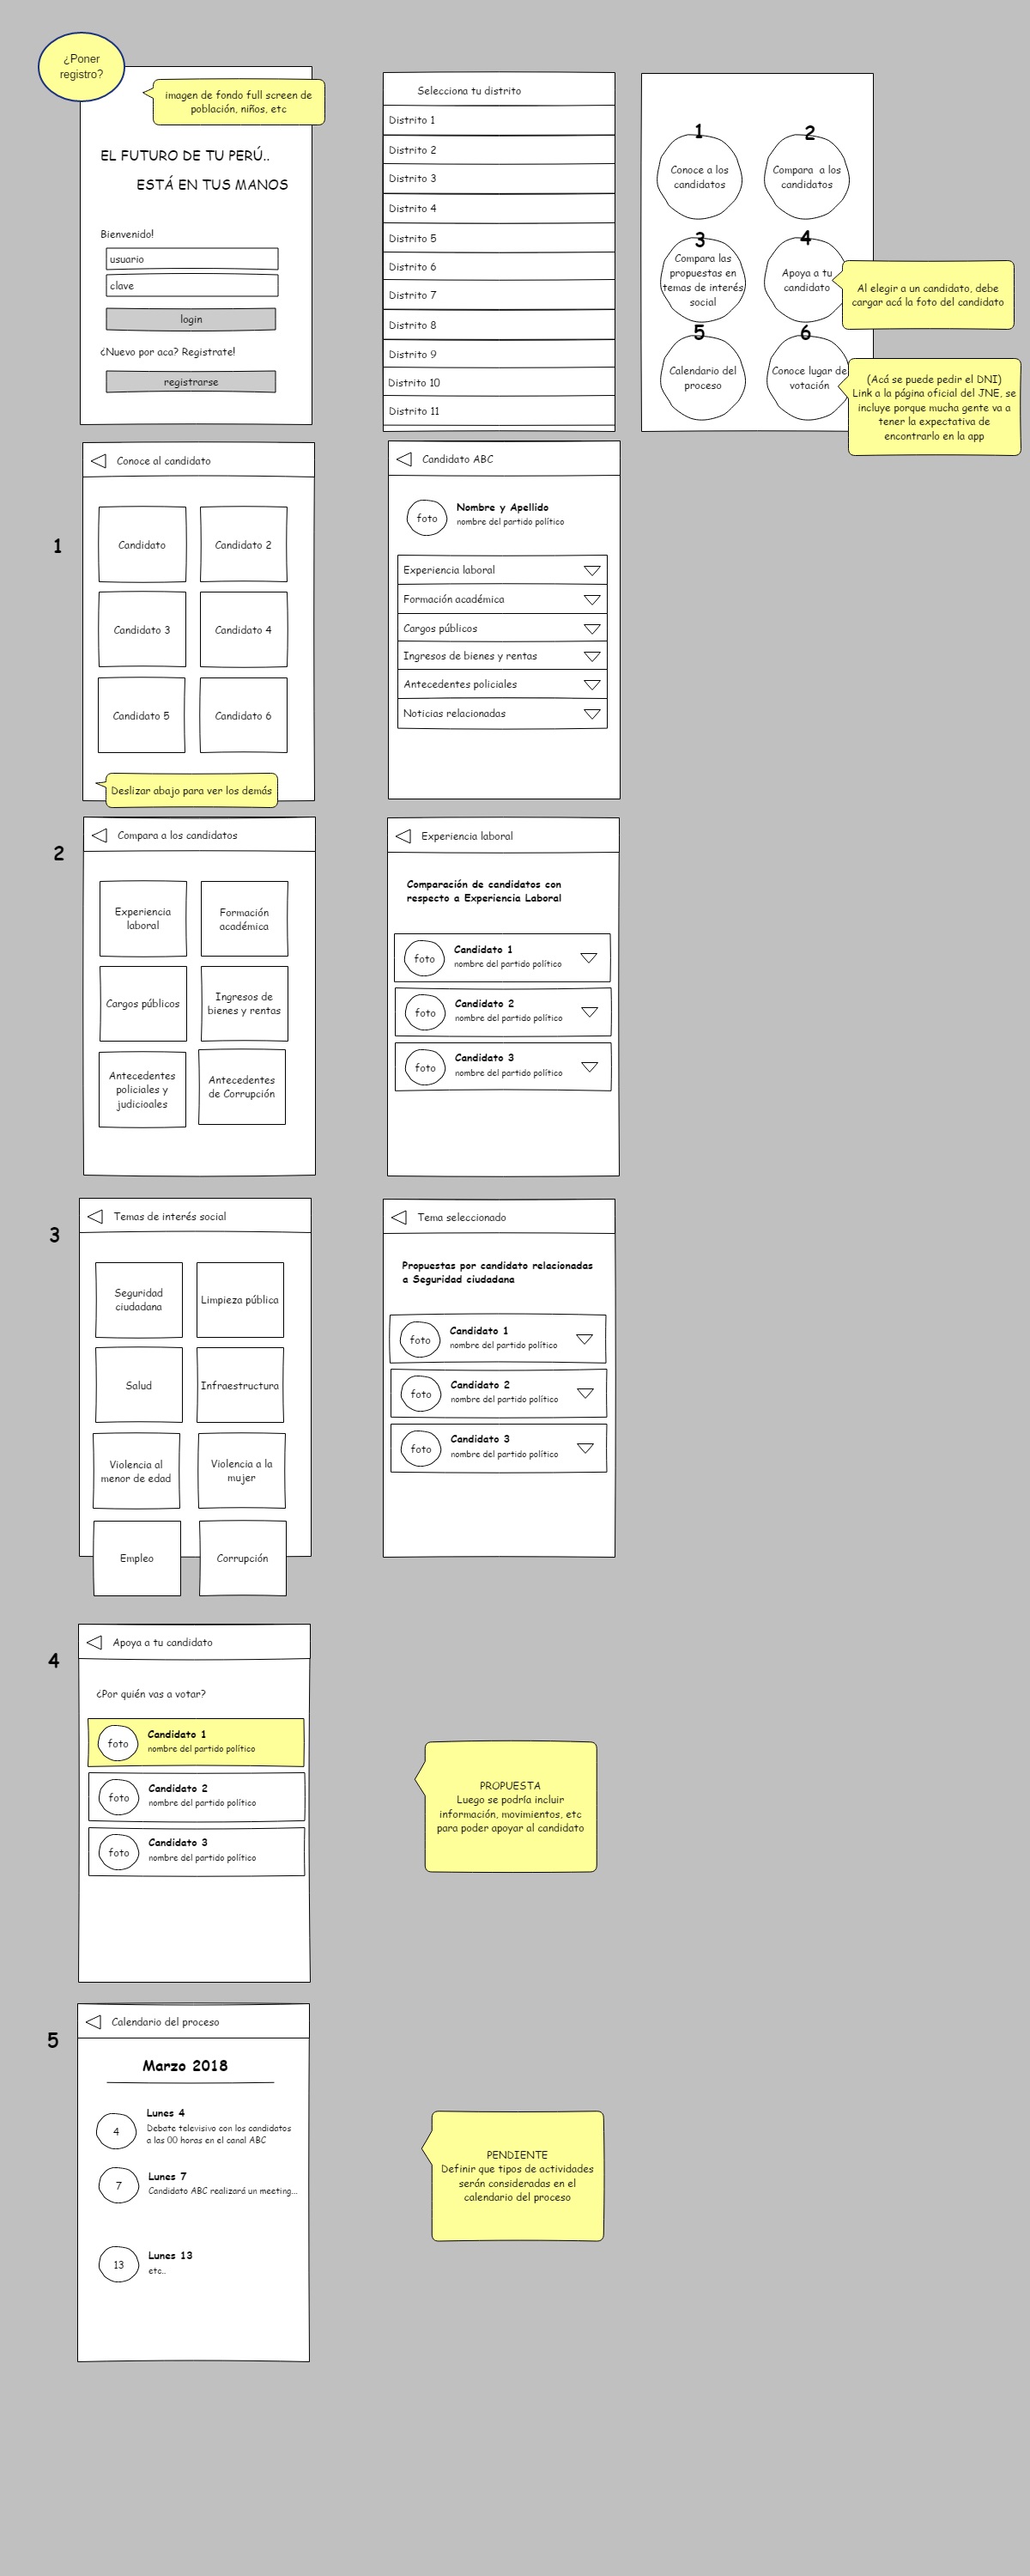 ¿Poner
registro?
imagen de fondo full screen de
población, niños, etc
EL FUTURO DE TU PERÚ..
ESTÁ EN TUS MANOS
Bienvenido!
usuario
clave
login
¿Nuevo por aca? Registrate!
registrarse
Selecciona tu distrito
Distrito 1
Distrito 2
Distrito 3
Distrito 4
Distrito 5
Distrito 6
Distrito 7
Distrito 8
Distrito 9
Distrito 10
Distrito 11
1
Conoce a los
candidatos
2
Compara a los
candidatos
3
Compara las
propuestas en
temas de interés
social
4
Apoya a tu
candidato
Al elegir a un candidato, debe
cargar acá la foto del candidato
5
Calendario del
proceso
6
Conoce lugar de
votación
(Acá se puede pedir el DNI)
Link a la página oficial del JNE, se
incluye porque mucha gente va a
tener la expectativa de
encontrarlo en la app
1
Conoce al candidato
Candidato
Candidato 2
Candidato 3
Candidato 4
Candidato 5
Candidato 6
Deslizar abajo para ver los demás
Candidato ABC
foto
Nombre y Apellido
nombre del partido político
Experiencia laboral
Formación académica
Cargos públicos
Ingresos de bienes y rentas
Antecedentes policiales
Noticias relacionadas
2
Compara a los candidatos
Experiencia
laboral
Formación
académica
Cargos públicos
Ingresos de
bienes y rentas
Antecedentes
policiales y
judicioales
Antecedentes
de Corrupción
Experiencia laboral
Comparación de candidatos con
respecto a Experiencia Laboral
foto
Candidato 1
nombre del partido político
foto
Candidato 2
nombre del partido político
foto
Candidato 3
nombre del partido político
3
Temas de interés social
Seguridad
ciudadana
Limpieza pública
Salud
Infraestructura
Violencia al
menor de edad
Violencia a la
mujer
Empleo
Corrupción
Tema seleccionado
Propuestas por candidato relacionadas
a Seguridad ciudadana
foto
Candidato 1
nombre del partido político
foto
Candidato 2
nombre del partido político
foto
Candidato 3
nombre del partido político
4
Apoya a tu candidato
¿Por quién vas a votar?
foto
Candidato 1
nombre del partido político
foto
Candidato 2
nombre del partido político
foto
Candidato 3
nombre del partido político
PROPUESTA
Luego se podría incluir
información, movimientos, etc
para poder apoyar al candidato
5
Calendario del proceso
Marzo 2018
4
Lunes 4
Debate televisivo con los candidatos
a las 00 horas en el canal ABC
7
Lunes 7
Candidato ABC realizará un meeting...
13
Lunes 13
etc..
PENDIENTE
Definir que tipos de actividades
serán consideradas en el
calendario del proceso